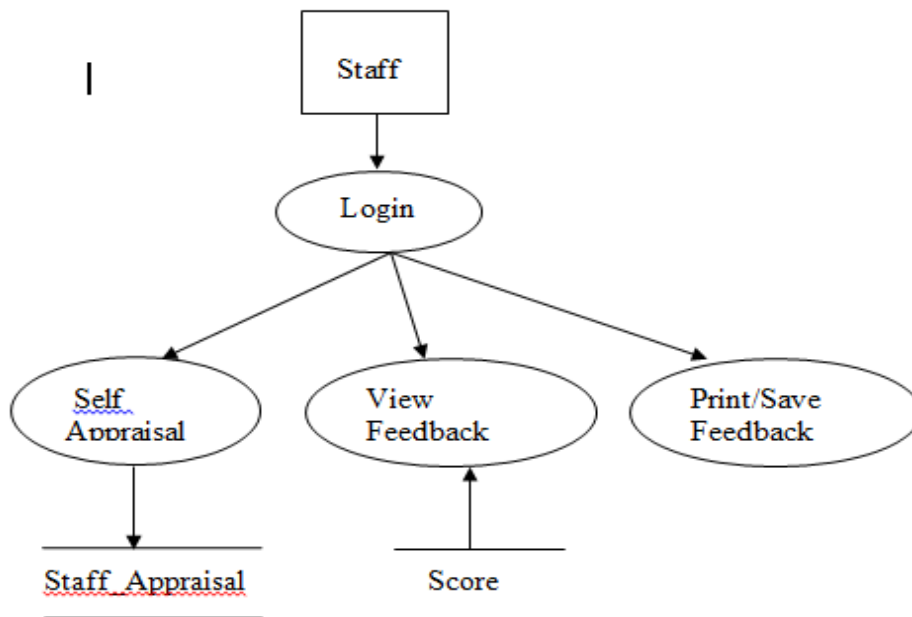 Staff
Login
Self
Appraisal
View
Feedback
Print/Save
Feedback
Staff_Appraisal
Score